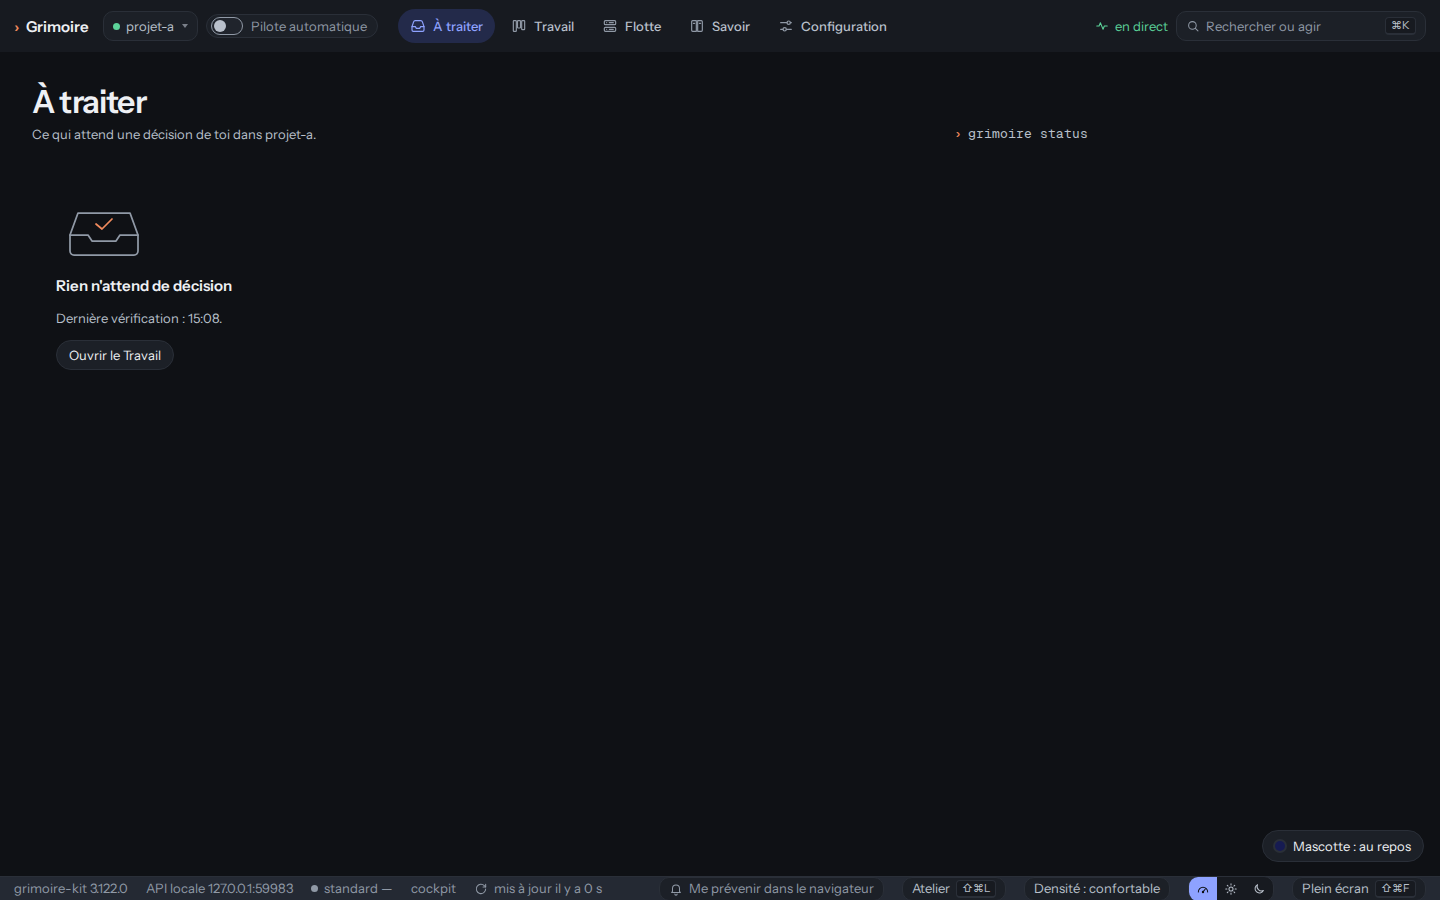 › Grimoire projet-a Pilote automatique À traiter Travail Flotte Savoir Configuration en direct Rechercher ou agir ⌘K
À traiter
Ce qui attend une décision de toi dans projet-a.
› grimoire status
Rien n'attend de décision
Dernière vérification : 15:08.
Ouvrir le Travail
Mascotte : au repos
grimoire-kit 3.122.0 API locale 127.0.0.1:59983 standard — cockpit mis à jour il y a 0 s Me prévenir dans le navigateur Atelier ⇧⌘L Densité : confortable Plein écran ⇧⌘F